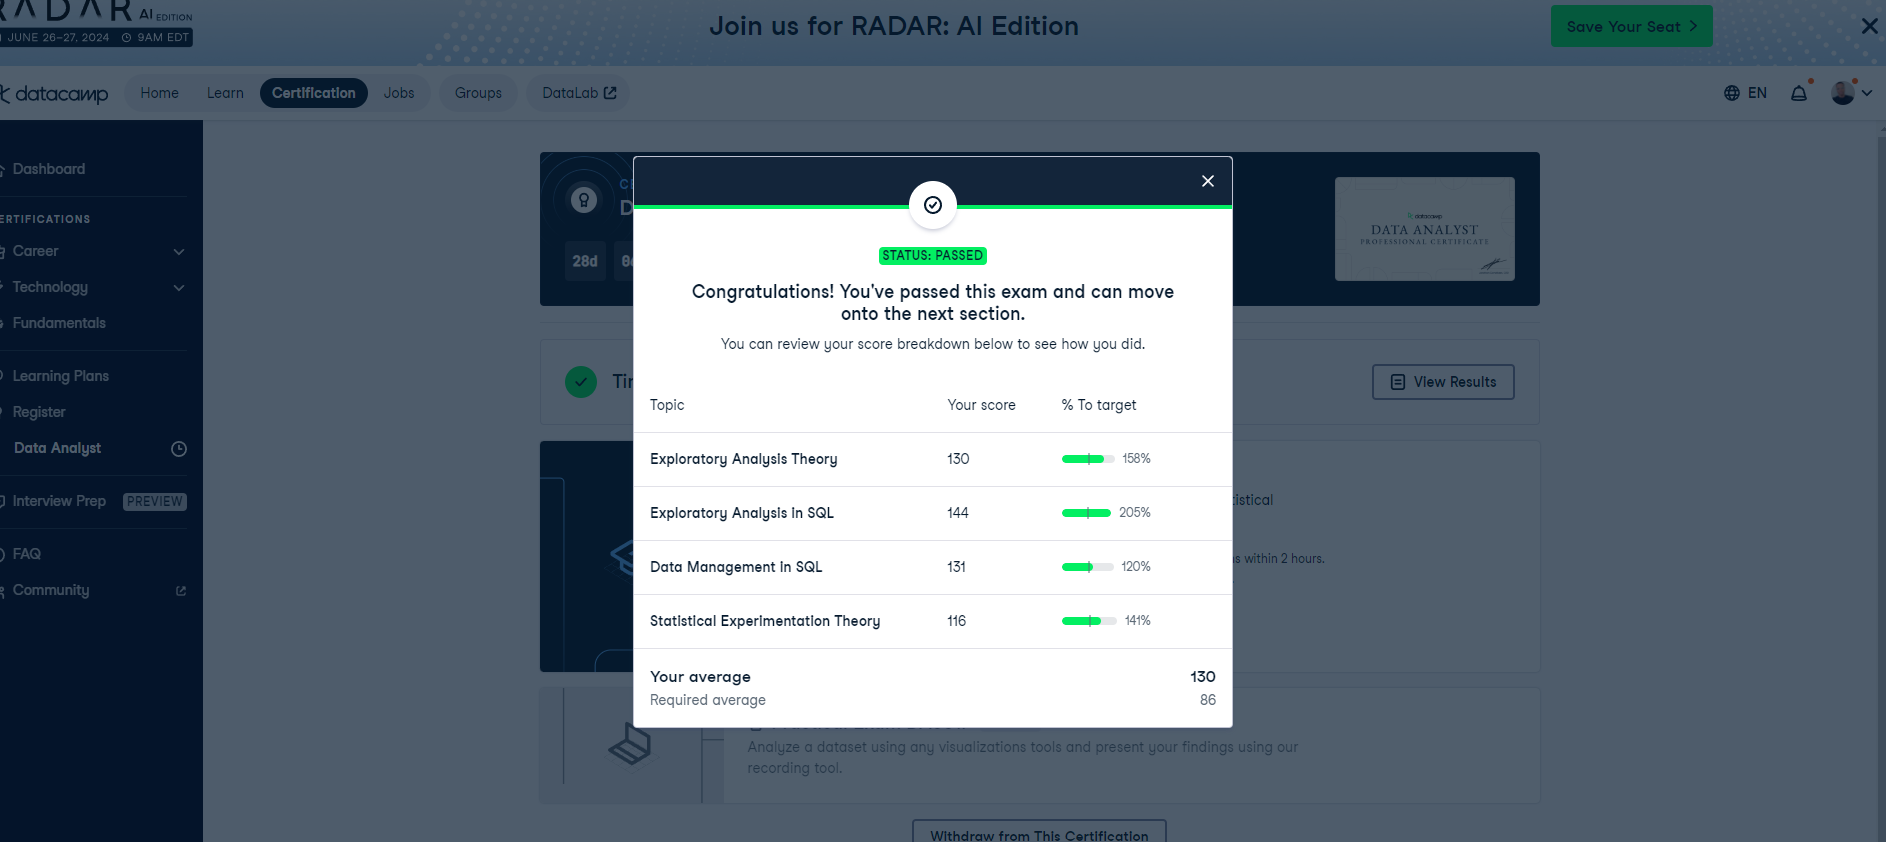 RADAR AI EDITION
JUNE 26-27, 2024 9AM EDT
Join us for RADAR: AI Edition
Save Your Seat
datacamp
Home
Learn
Certification
Jobs
Groups
DataLab
EN
Dashboard
ERTIFICATIONS
Career
Technology
Fundamentals
Learning Plans
Register
Data Analyst
Interview Prep PREVIEW
FAQ
Community
28d
datacamp
DATA ANALYST
PROFESSIONAL CERTIFICATE
View Results
STATUS: PASSED
Congratulations! You've passed this exam and can move
onto the next section.
You can review your score breakdown below to see how you did.
Topic Your score % To target
Exploratory Analysis Theory 130 158%
Exploratory Analysis in SQL 144 205%
Data Management in SQL 131 120%
Statistical Experimentation Theory 116 141%
Your average 130
Required average 86
within 2 hours.
Analyze a dataset using any visualizations tools and present your findings using our
recording tool.
Withdraw from This Certification